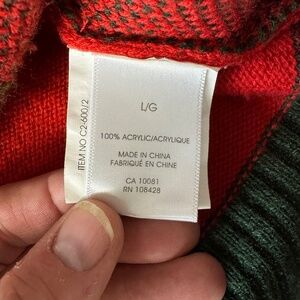 L/G
100% ACRYLIC/ACRYLIQUE
MADE IN CHINA
FABRIQUÉ EN CHINE
CA 10081
RN 108428
ITEM NO C2-600/2